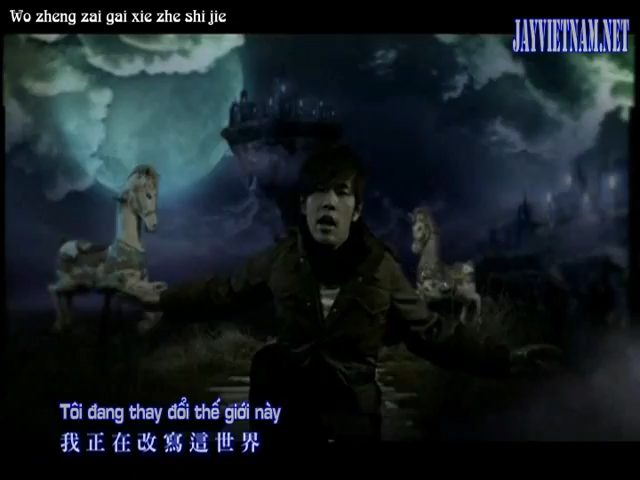 Wo zheng zai gai xie zhe shi jie
JAYVIETNAM.NET
Tôi đang thay đổi thế giới này
我正在改寫這世界